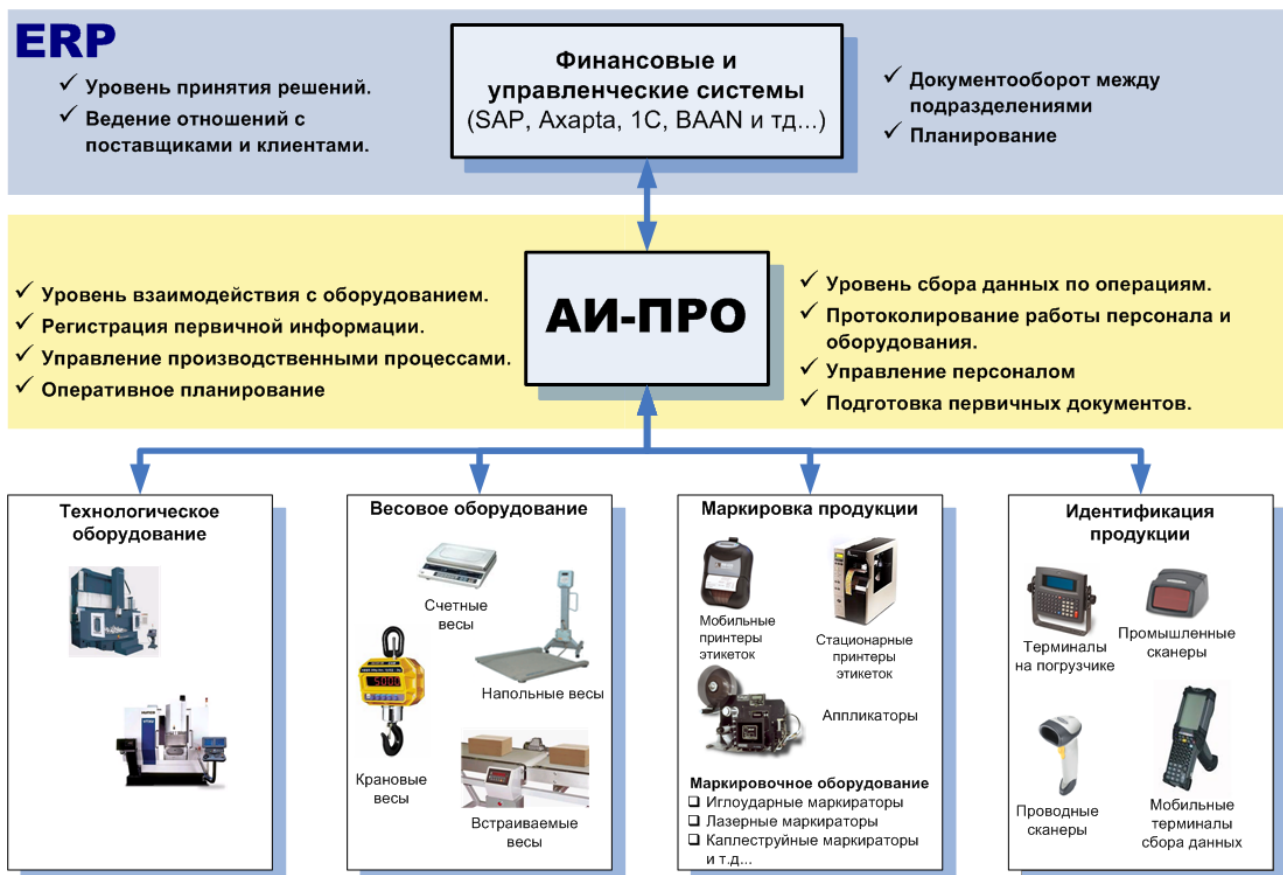 ERP
✓ Уровень принятия решений.
✓ Ведение отношений с
поставщиками и клиентами.
Финансовые и
управленческие системы
(SAP, Axapta, 1С, BAAN и тд...)
✓ Документооборот между
подразделениями
✓ Планирование
✓ Уровень взаимодействия с оборудованием.
✓ Регистрация первичной информации.
✓ Управление производственными процессами.
✓ Оперативное планирование
АИ-ПРО
✓ Уровень сбора данных по операциям.
✓ Протоколирование работы персонала и
оборудования.
✓ Управление персоналом
✓ Подготовка первичных документов.
Технологическое
оборудование
Весовое оборудование
Счетные
весы
Напольные весы
5000
Крановые
весы
Встраиваемые
весы
Маркировка продукции
Мобильные
принтеры
этикеток
Стационарные
принтеры
этикеток
Аппликаторы
Маркировочное оборудование
❑ Иглоударные маркираторы
❑ Лазерные маркираторы
❑ Каплеструйные маркираторы
и т.д...
Идентификация
продукции
Терминалы
на погрузчике
Промышленные
сканеры
Проводные
сканеры
Мобильные
терминалы
сбора данных